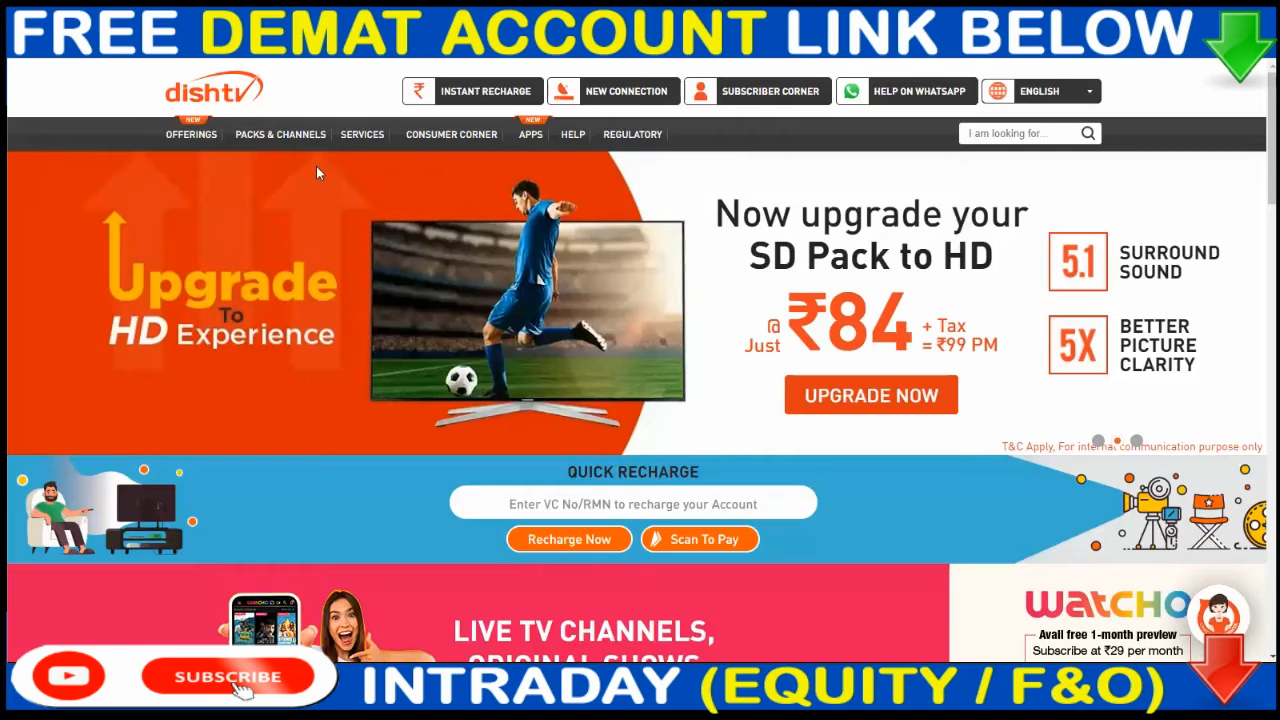 FREE DEMAT ACCOUNT LINK BELOW
dishtv
₹ INSTANT RECHARGE
NEW CONNECTION
SUBSCRIBER CORNER
HELP ON WHATSAPP
ENGLISH
NEW
NEW
OFFERINGS
PACKS & CHANNELS
SERVICES
CONSUMER CORNER
APPS
HELP
REGULATORY
I am looking for...
Upgrade
To
HD Experience
Now upgrade your
SD Pack to HD
@ Just ₹84 + Tax = ₹99 PM
UPGRADE NOW
5.1 SURROUND SOUND
5X BETTER PICTURE CLARITY
T&C Apply, For internal communication purpose only
QUICK RECHARGE
Enter VC No/RMN to recharge your Account
Recharge Now
Scan To Pay
LIVE TV CHANNELS,
ORIGINAL SHOWS
WATCHO
Avail free 1-month preview
Subscribe at ₹29 per month
SUBSCRIBE
INTRADAY (EQUITY / F&O)